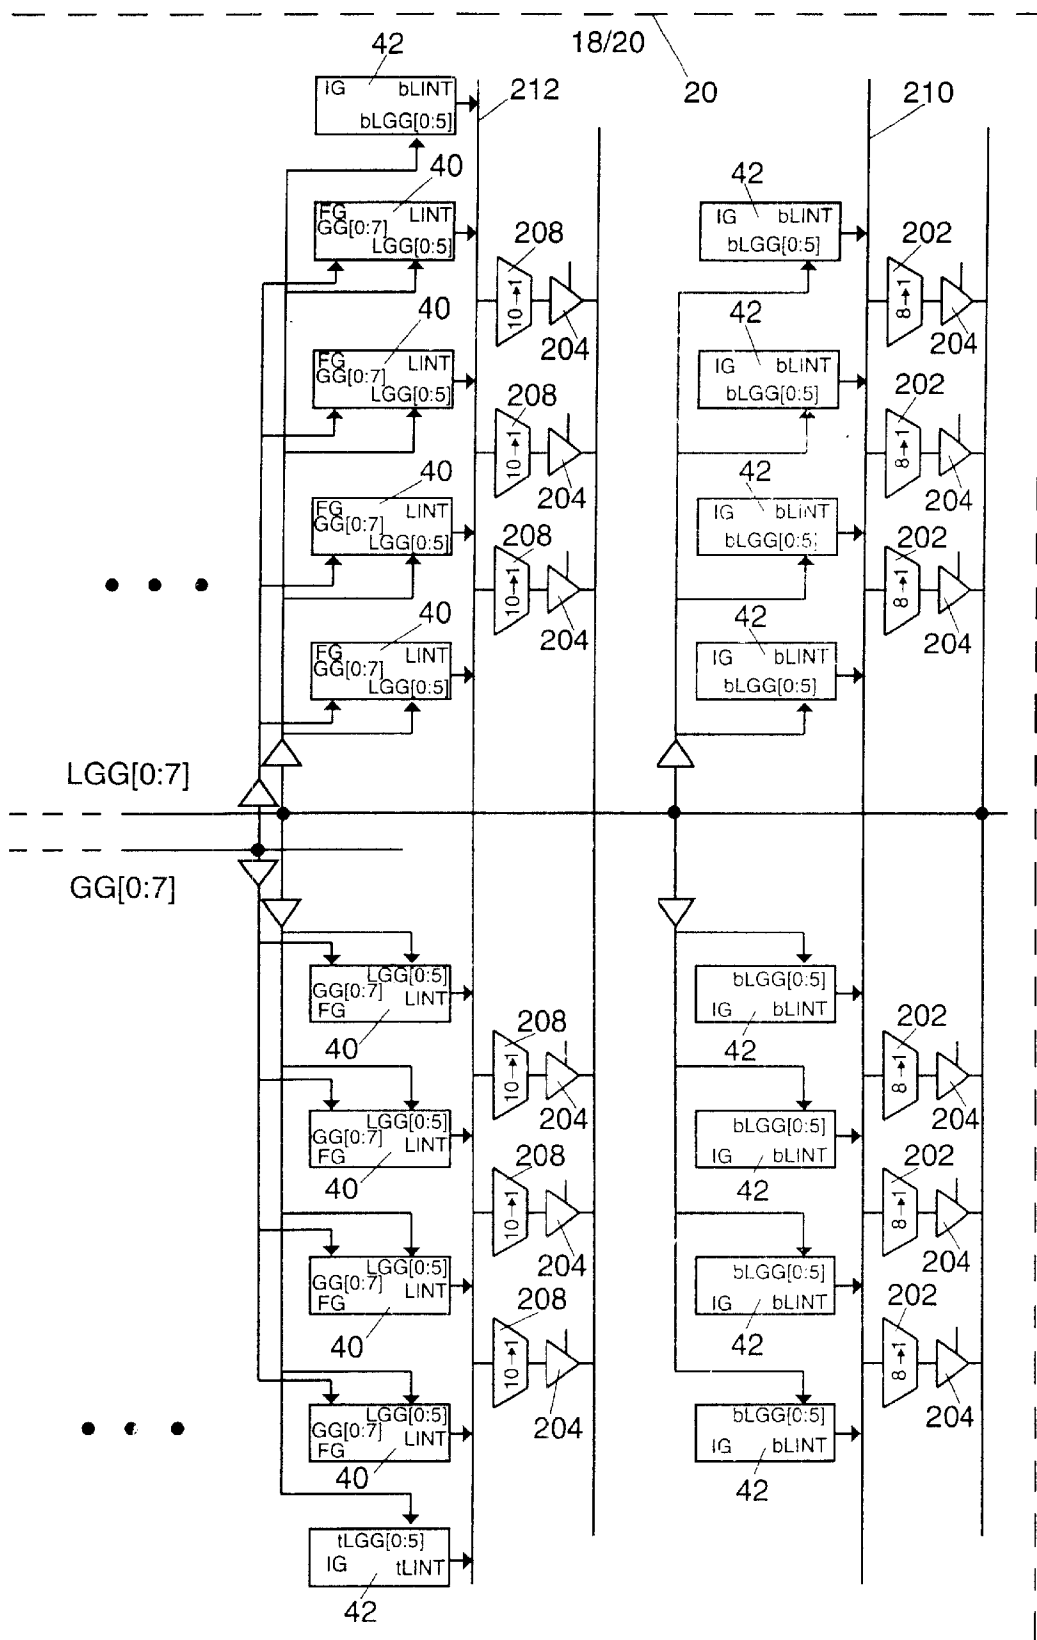 18/20
42
IG bLINT
bLGG[0:5]
212
20
210
40
FG LINT
GG[0:7]
LGG[0:5]
42
IG bLINT
bLGG[0:5]
208
10→1
204
202
8→1
204
40
FG LINT
GG[0:7]
LGG[0:5]
42
IG bLINT
bLGG[0:5]
208
10→1
204
202
8→1
204
40
FG LINT
GG[0:7]
LGG[0:5]
42
IG bLINT
bLGG[0:5]
208
10→1
204
202
8→1
204
40
FG LINT
GG[0:7]
LGG[0:5]
42
IG bLINT
bLGG[0:5]
LGG[0:7]
GG[0:7]
LGG[0:5]
GG[0:7] LINT
FG
40
bLGG[0:5]
IG bLINT
42
208
10→1
204
202
8→1
204
LGG[0:5]
GG[0:7] LINT
FG
40
bLGG[0:5]
IG bLINT
42
208
10→1
204
202
8→1
204
LGG[0:5]
GG[0:7] LINT
FG
40
bLGG[0:5]
IG bLINT
42
208
10→1
204
202
8→1
204
LGG[0:5]
GG[0:7] LINT
FG
40
bLGG[0:5]
IG bLINT
42
tLGG[0:5]
IG tLINT
42